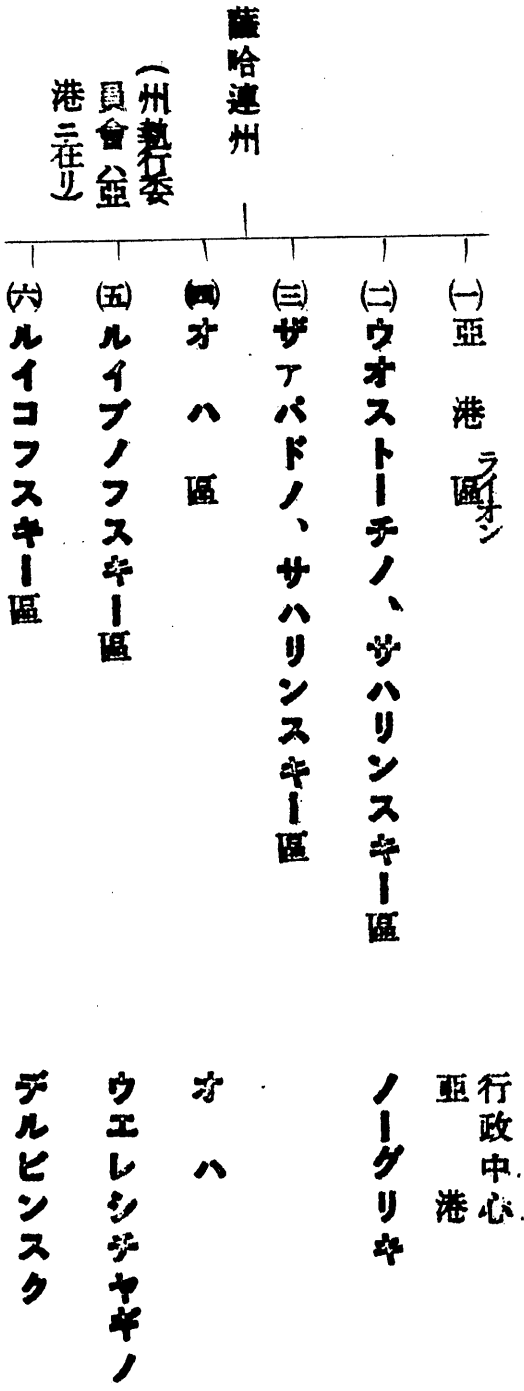 薩哈連州
(州執行委
員會ハ亞
港ニ在リ)
行政中心
(一)亞港區
ライオン
亞港
(二)ウオストーチノ、サハリンスキー區
ノーグリキ
(三)ザァパドノ、サハリンスキー區
(四)オハ區
オハ
(五)ルイブノフスキー區
ウエレシチヤギノ
(六)ルイコフスキー區
デルビンスク